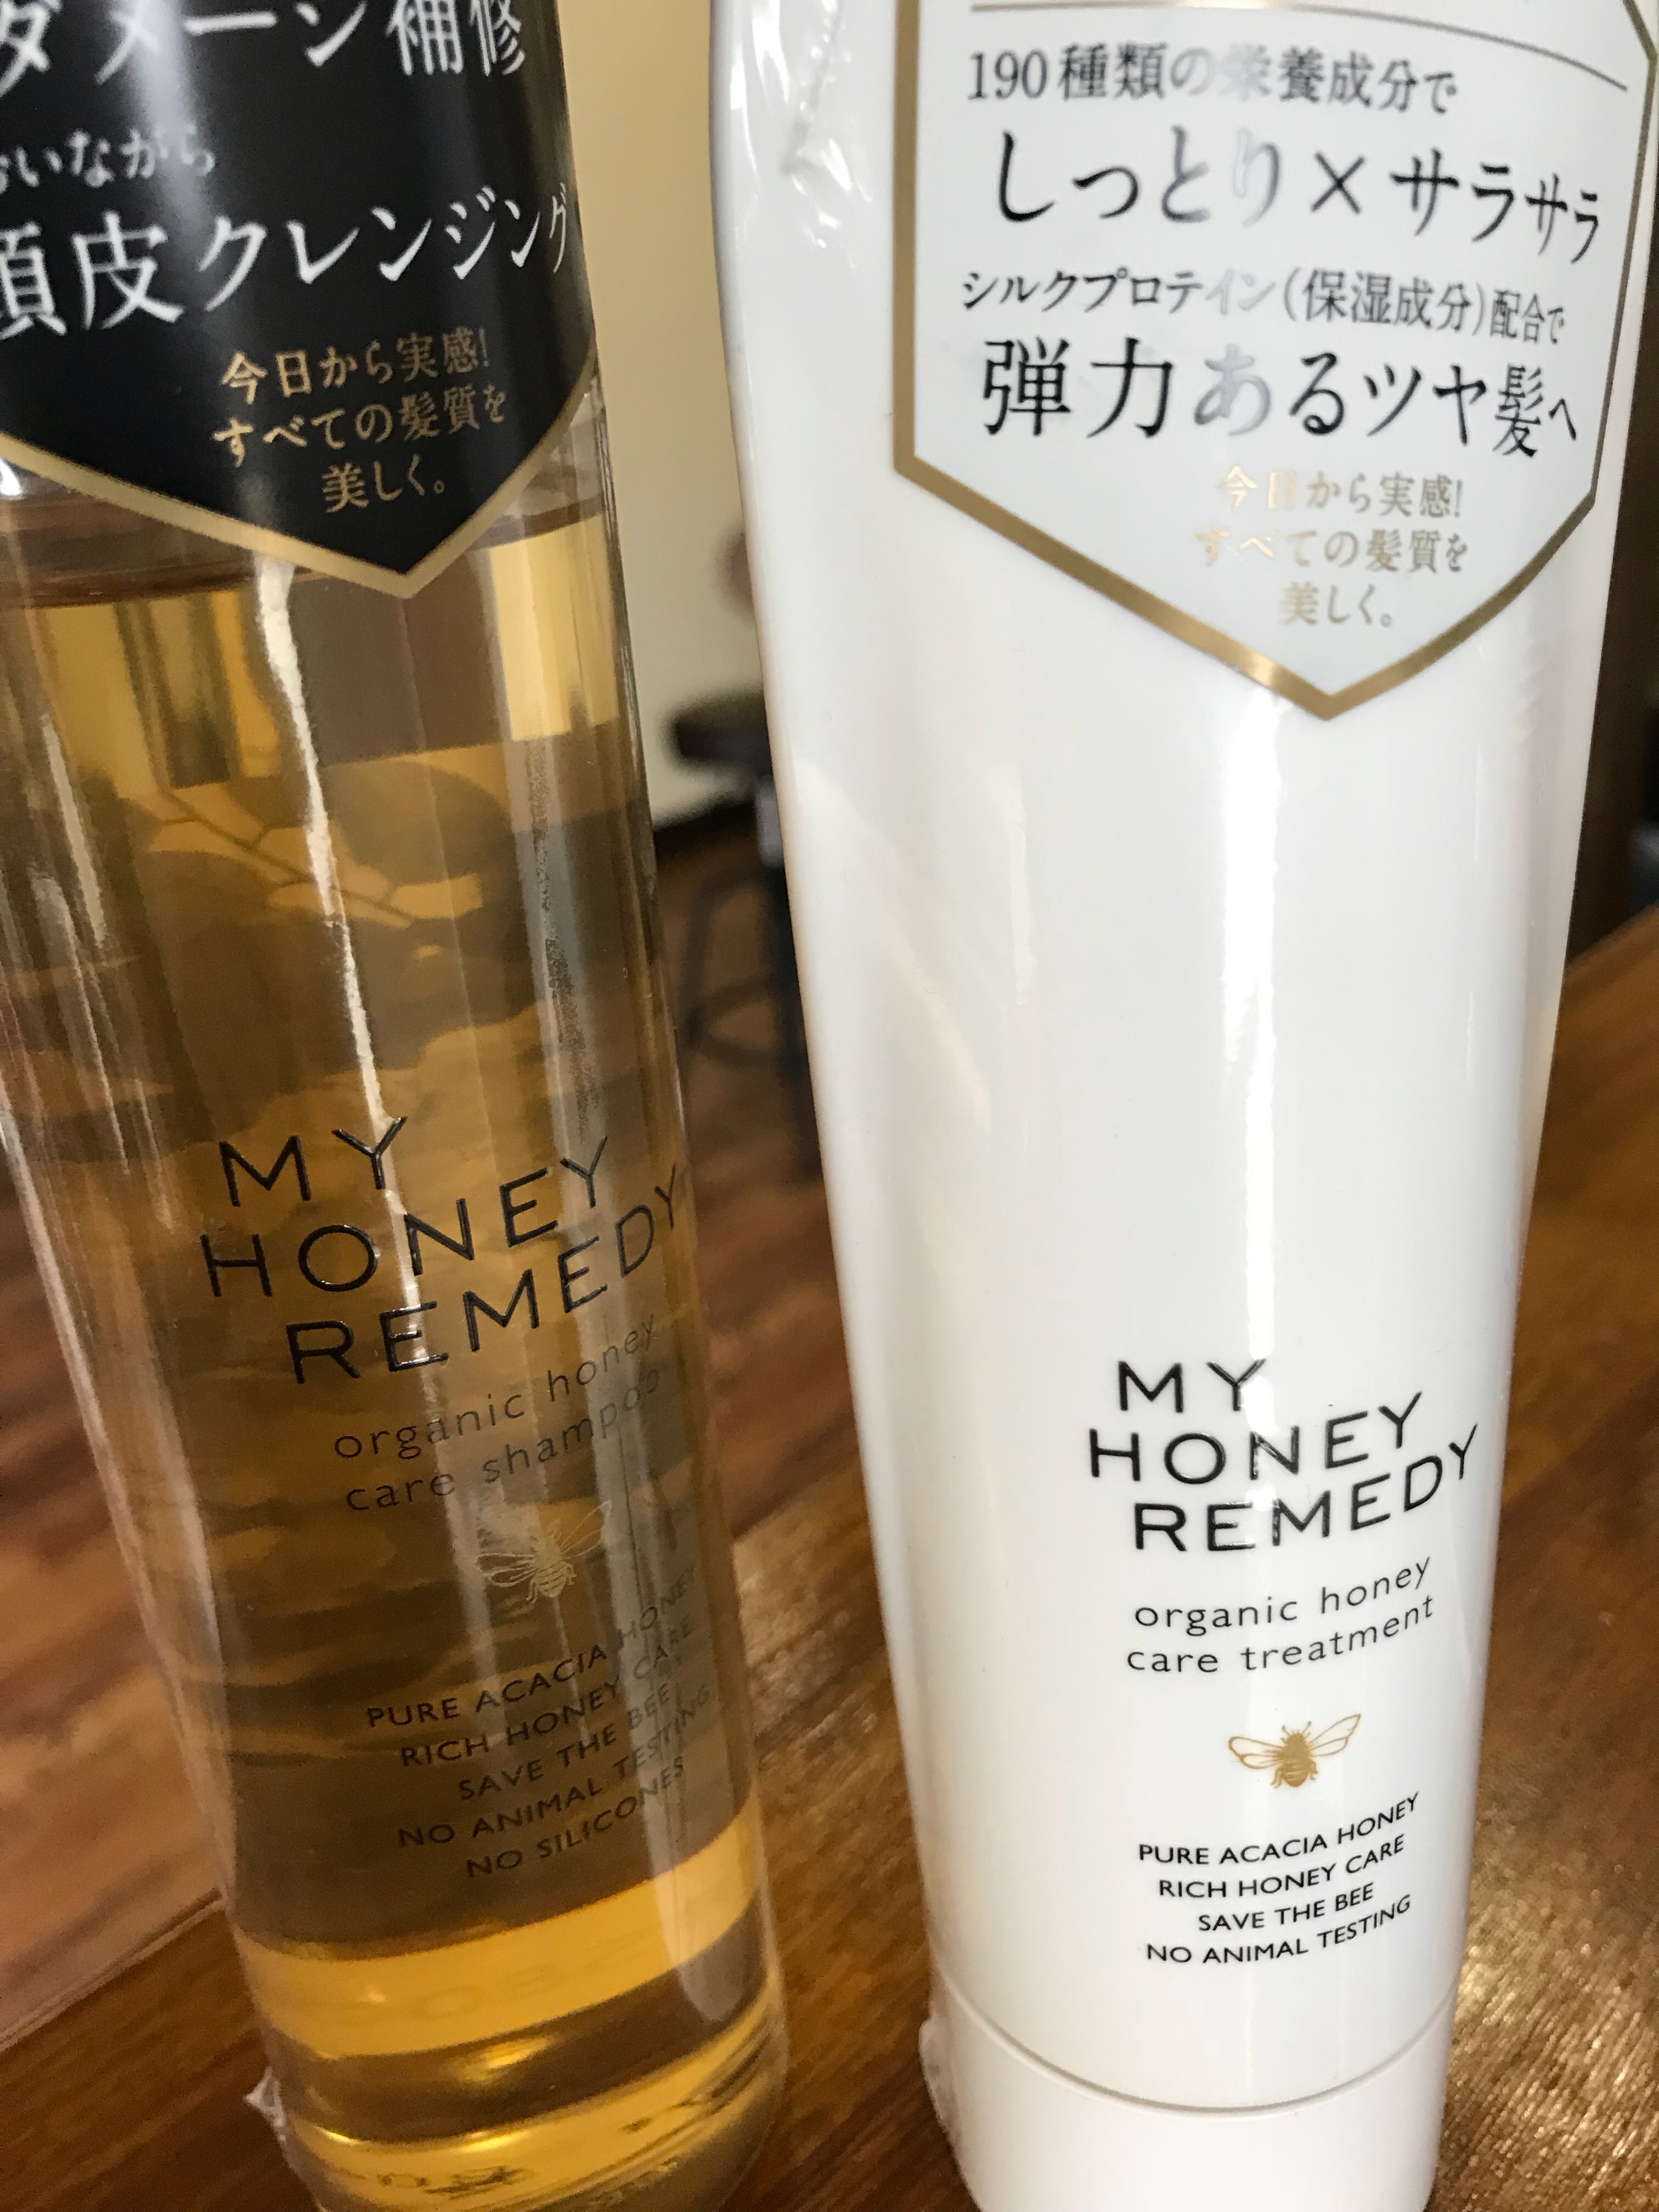 ダメージ補修
いながら
頭皮クレンジング
今日から実感!
すべての髪質を
美しく。
MY
HONEY
REMEDY
organic honey
care shampoo
PURE ACACIA HONEY
RICH HONEY CARE
SAVE THE BEE
NO ANIMAL TESTING
NO SILICONES
190種類の栄養成分で
しっとり×サラサラ
シルクプロテイン(保湿成分)配合で
弾力あるツヤ髪へ
今日から実感!
すべての髪質を
美しく。
MY
HONEY
REMEDY
organic honey
care treatment
PURE ACACIA HONEY
RICH HONEY CARE
SAVE THE BEE
NO ANIMAL TESTING